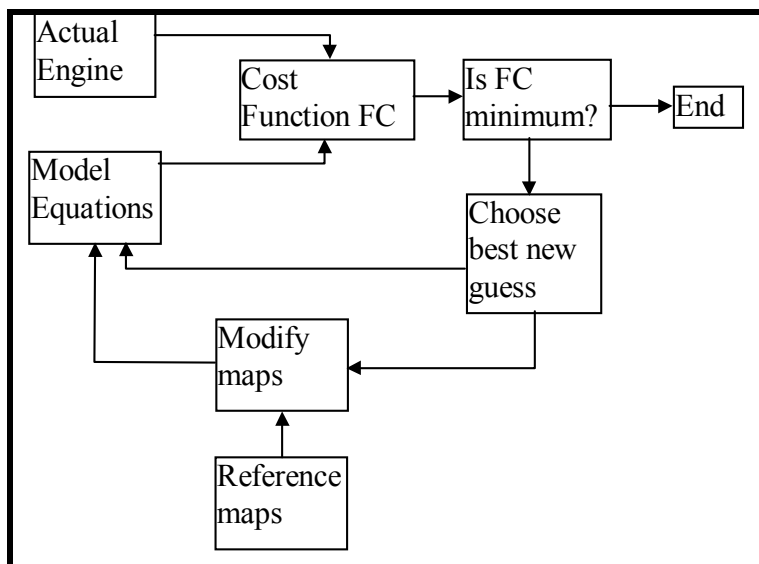 Actual
Engine
Cost
Function FC
Is FC
minimum?
End
Model
Equations
Choose
best new
guess
Modify
maps
Reference
maps